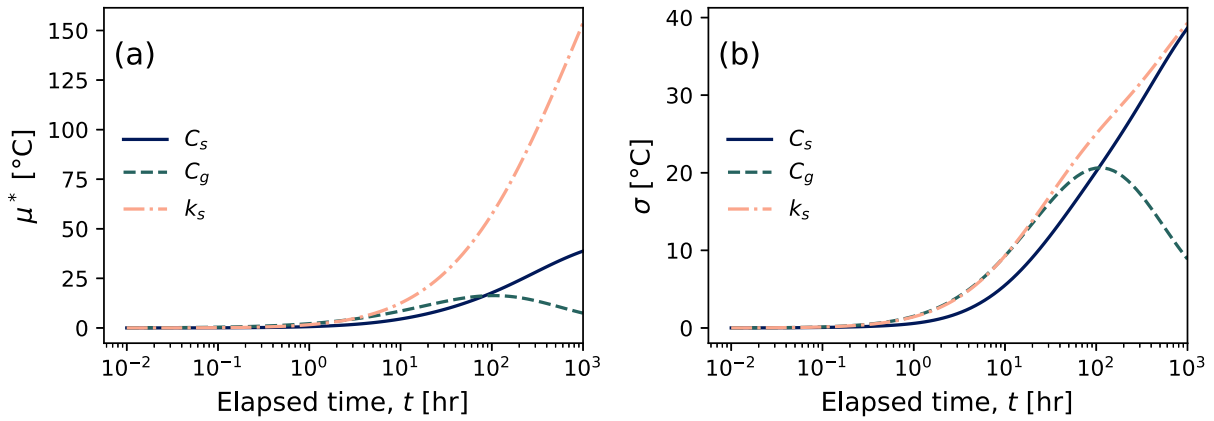 (a)
μ* [°C]
150
125
100
75
50
25
0
C_s
C_g
k_s
10^-2
10^-1
10^0
10^1
10^2
10^3
Elapsed time, t [hr]
(b)
σ [°C]
40
30
20
10
0
C_s
C_g
k_s
10^-2
10^-1
10^0
10^1
10^2
10^3
Elapsed time, t [hr]